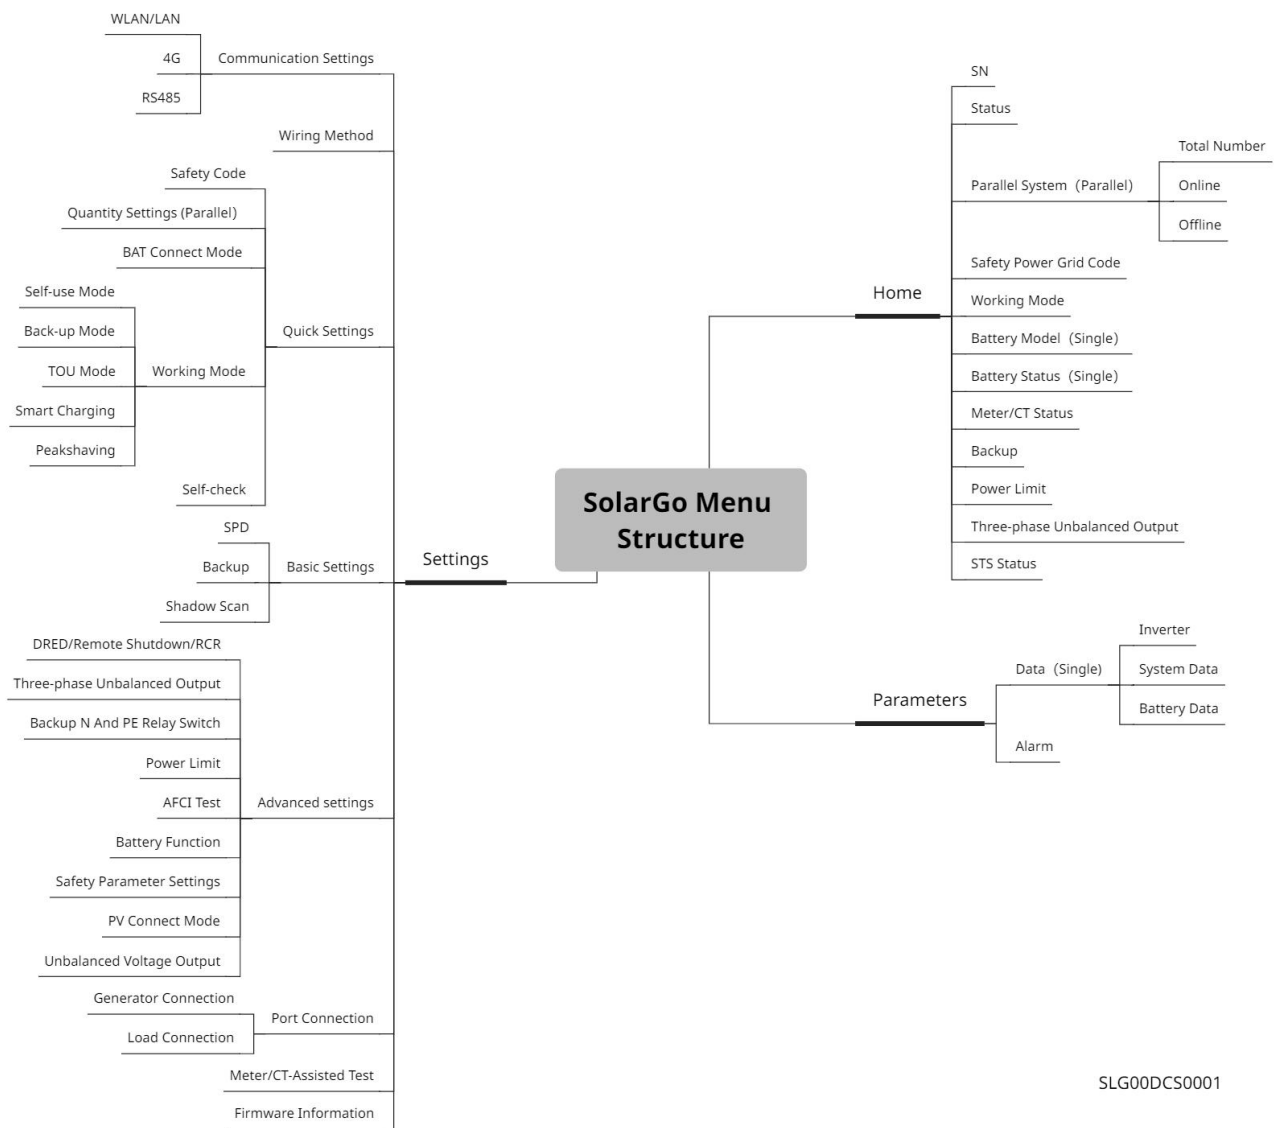 WLAN/LAN
4G
RS485
Communication Settings
Wiring Method
Safety Code
Quantity Settings (Parallel)
BAT Connect Mode
Self-use Mode
Back-up Mode
TOU Mode
Smart Charging
Peakshaving
Working Mode
Self-check
Quick Settings
SPD
Backup
Shadow Scan
Basic Settings
DRED/Remote Shutdown/RCR
Three-phase Unbalanced Output
Backup N And PE Relay Switch
Power Limit
AFCI Test
Battery Function
Safety Parameter Settings
PV Connect Mode
Unbalanced Voltage Output
Advanced settings
Generator Connection
Load Connection
Port Connection
Meter/CT-Assisted Test
Firmware Information
Settings
SolarGo Menu
Structure
Home
SN
Status
Parallel System（Parallel)
Total Number
Online
Offline
Safety Power Grid Code
Working Mode
Battery Model（Single)
Battery Status（Single)
Meter/CT Status
Backup
Power Limit
Three-phase Unbalanced Output
STS Status
Parameters
Data（Single)
Inverter
System Data
Battery Data
Alarm
SLG00DCS0001